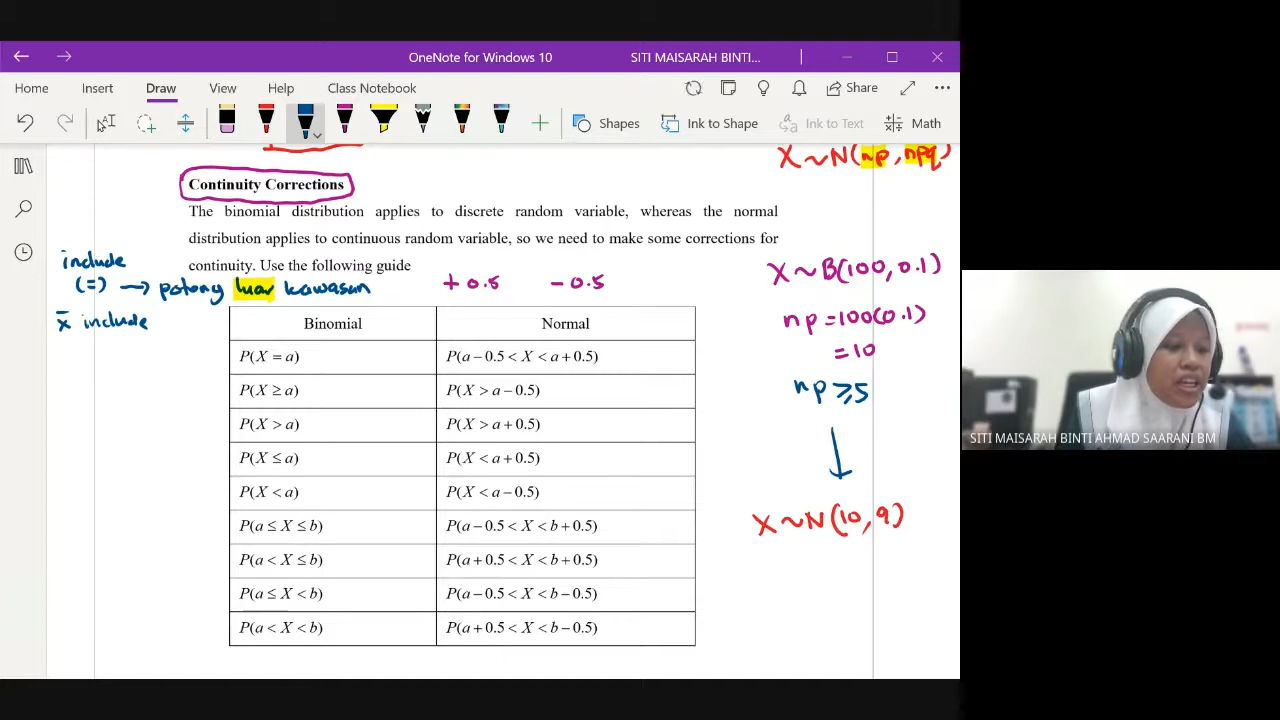 OneNote for Windows 10
SITI MAISARAH BINTI...
Home Insert Draw View Help Class Notebook
Share
Shapes Ink to Shape Ink to Text Math
X ~ N(np, npq)
Continuity Corrections
The binomial distribution applies to discrete random variable, whereas the normal
distribution applies to continuous random variable, so we need to make some corrections for
continuity. Use the following guide
include
(=) → potong luar kawasan
x̄ include
+ 0.5 − 0.5
Binomial Normal
P(X = a) P(a − 0.5 < X < a + 0.5)
P(X ≥ a) P(X > a − 0.5)
P(X > a) P(X > a + 0.5)
P(X ≤ a) P(X < a + 0.5)
P(X < a) P(X < a − 0.5)
P(a ≤ X ≤ b) P(a − 0.5 < X < b + 0.5)
P(a < X ≤ b) P(a + 0.5 < X < b + 0.5)
P(a ≤ X < b) P(a − 0.5 < X < b − 0.5)
P(a < X < b) P(a + 0.5 < X < b − 0.5)
X ~ B(100, 0.1)
np = 100(0.1)
= 10
np ≥ 5
↓
X ~ N(10, 9)
SITI MAISARAH BINTI AHMAD SAARANI BM